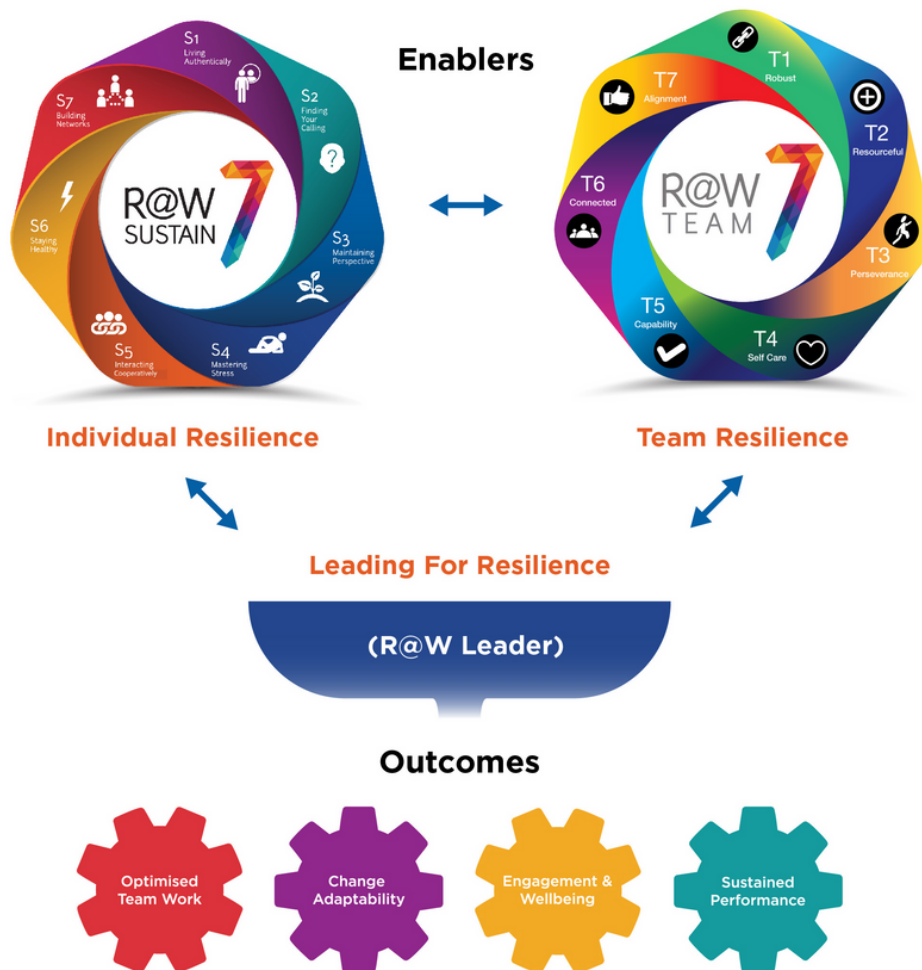 Enablers
S1
Living
Authentically
S2
Finding
Your
Calling
S3
Maintaining
Perspective
S4
Mastering
Stress
S5
Interacting
Cooperatively
S6
Staying
Healthy
S7
Building
Networks
R@W
SUSTAIN
7
?
T1
Robust
T2
Resourceful
T3
Perseverance
T4
Self Care
T5
Capability
T6
Connected
T7
Alignment
R@W
TEAM
7
Individual Resilience
Team Resilience
Leading For Resilience
(R@W Leader)
Outcomes
Optimised
Team Work
Change
Adaptability
Engagement &
Wellbeing
Sustained
Performance